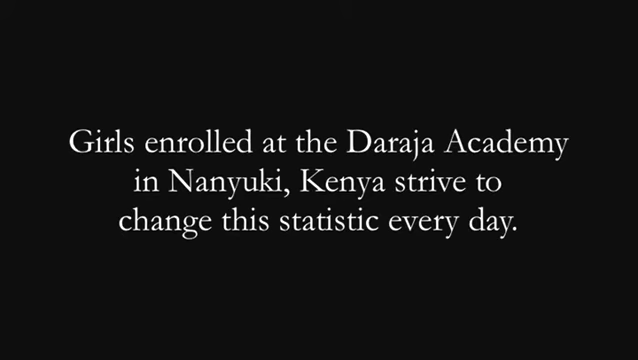 Girls enrolled at the Daraja Academy
in Nanyuki, Kenya strive to
change this statistic every day.